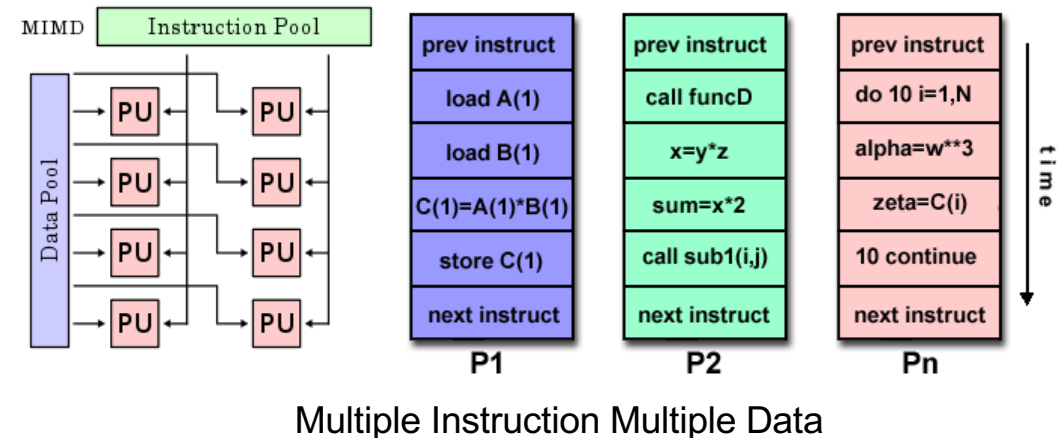 MIMD
Instruction Pool
Data Pool
PU
PU
PU
PU
PU
PU
PU
PU
prev instruct
load A(1)
load B(1)
C(1)=A(1)*B(1)
store C(1)
next instruct
P1
prev instruct
call funcD
x=y*z
sum=x*2
call sub1(i,j)
next instruct
P2
prev instruct
do 10 i=1,N
alpha=w**3
zeta=C(i)
10 continue
next instruct
Pn
time
Multiple Instruction Multiple Data